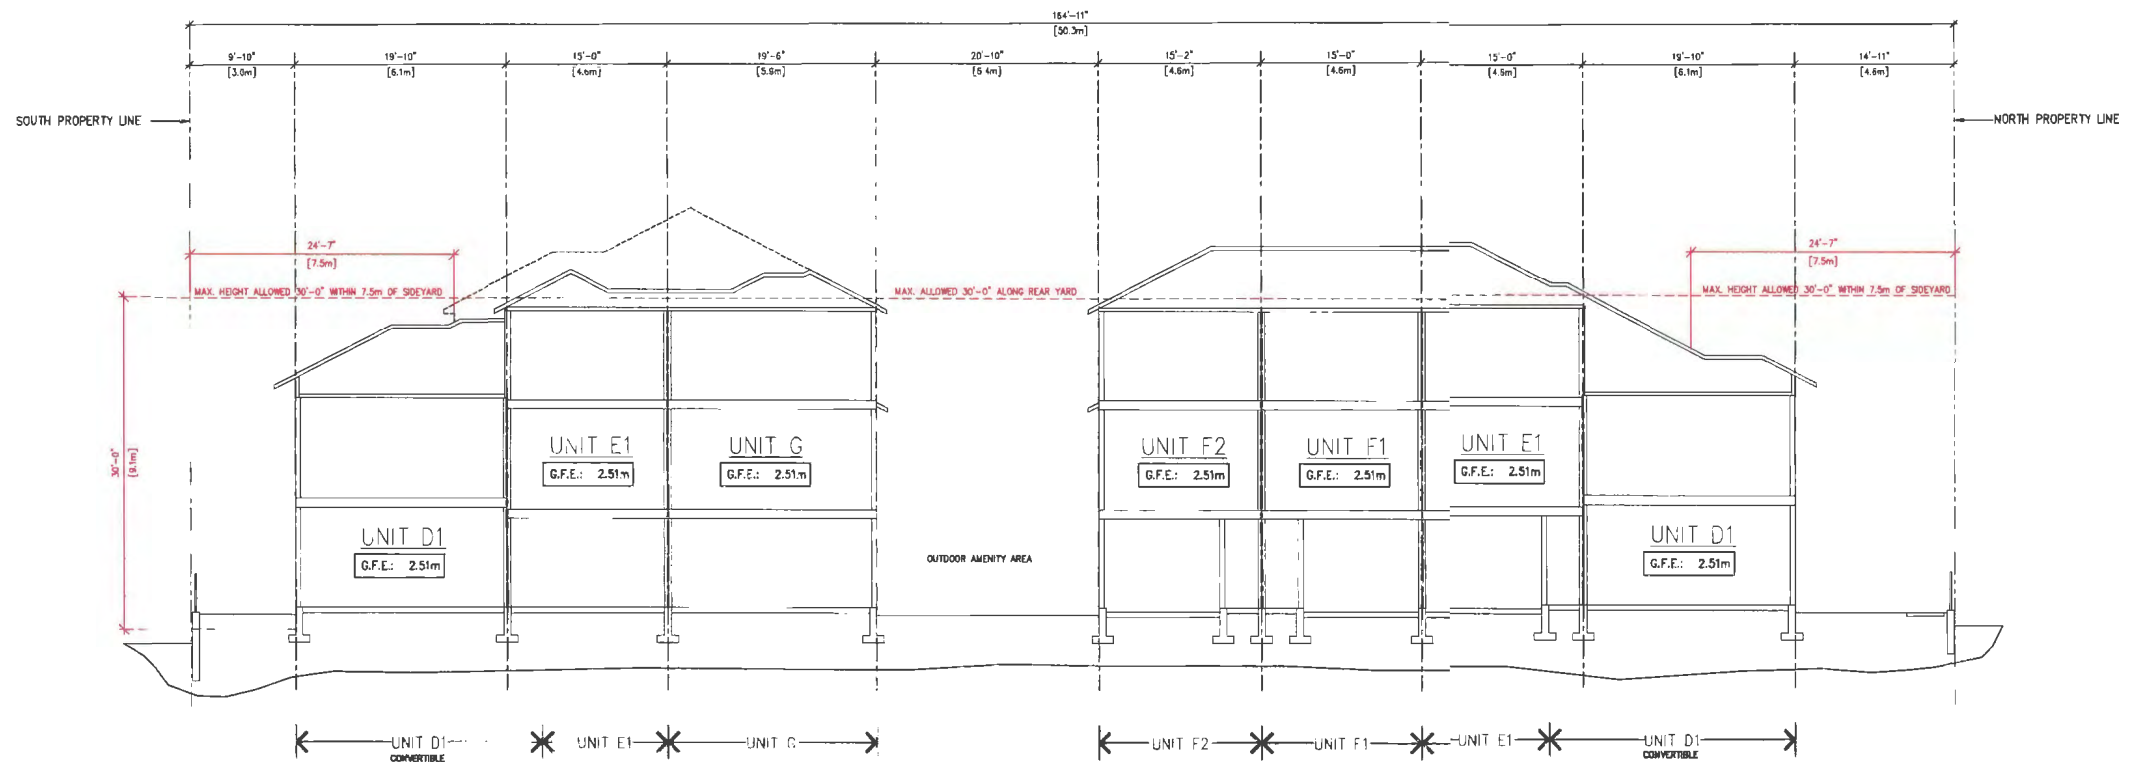 164'-11"
[50.3m]
9'-10" 19'-10" 15'-0" 19'-6" 20'-10" 15'-2" 15'-0" 15'-0" 19'-10" 14'-11"
[3.0m] [6.1m] [4.6m] [5.9m] [6.4m] [4.6m] [4.6m] [4.6m] [6.1m] [4.6m]
SOUTH PROPERTY LINE
NORTH PROPERTY LINE
24'-7"
[7.5m]
24'-7"
[7.5m]
MAX. HEIGHT ALLOWED 30'-0" WITHIN 7.5m OF SIDEYARD
MAX. ALLOWED 30'-0" ALONG REAR YARD
MAX. HEIGHT ALLOWED 30'-0" WITHIN 7.5m OF SIDEYARD
30'-0"
[9.1m]
UNIT E1
G.F.E.: 2.51m
UNIT G
G.F.E.: 2.51m
UNIT F2
G.F.E.: 2.51m
UNIT F1
G.F.E.: 2.51m
UNIT E1
G.F.E.: 2.51m
UNIT D1
G.F.E.: 2.51m
OUTDOOR AMENITY AREA
UNIT D1
G.F.E.: 2.51m
UNIT D1
CONVERTIBLE
UNIT E1
UNIT G
UNIT F2
UNIT F1
UNIT E1
UNIT D1
CONVERTIBLE